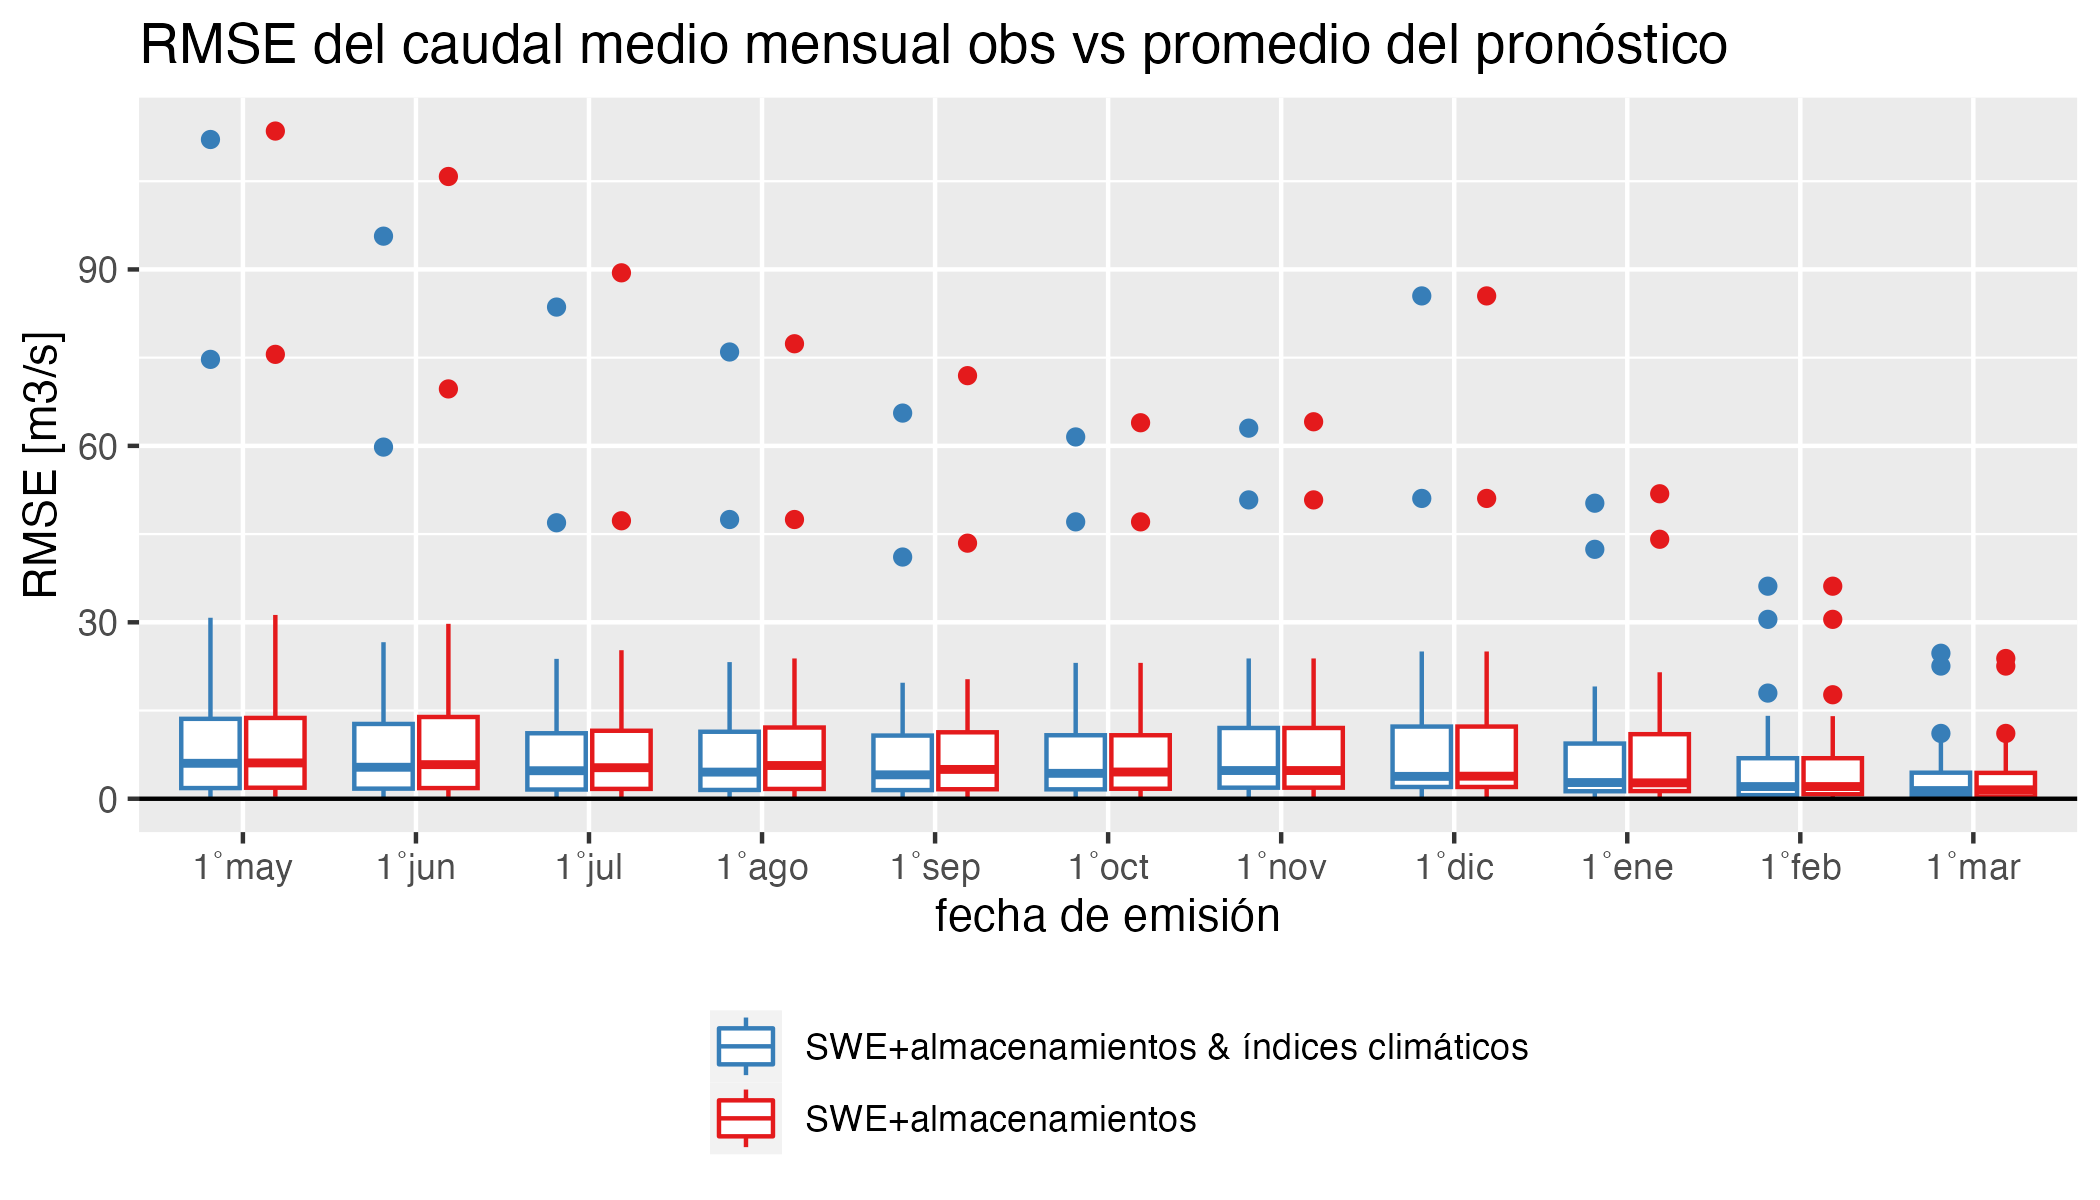 RMSE del caudal medio mensual obs vs promedio del pronóstico
RMSE [m3/s]
90
60
30
0
1°may 1°jun 1°jul 1°ago 1°sep 1°oct 1°nov 1°dic 1°ene 1°feb 1°mar
fecha de emisión
SWE+almacenamientos & índices climáticos
SWE+almacenamientos